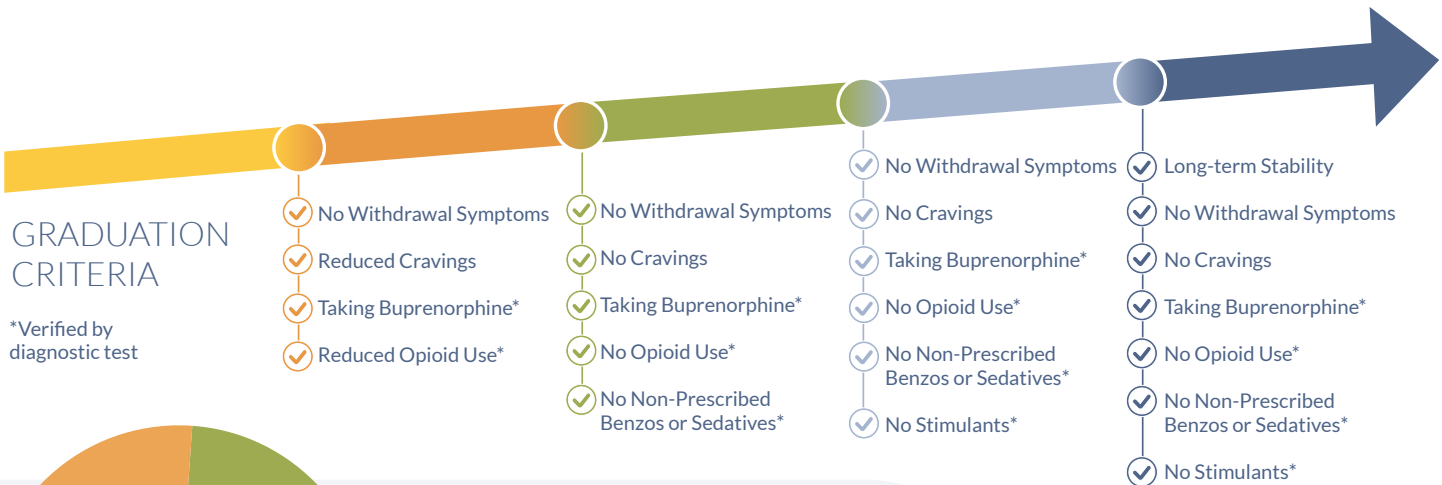 GRADUATION
CRITERIA
*Verified by
diagnostic test
No Withdrawal Symptoms
Reduced Cravings
Taking Buprenorphine*
Reduced Opioid Use*
No Withdrawal Symptoms
No Cravings
Taking Buprenorphine*
No Opioid Use*
No Non-Prescribed
Benzos or Sedatives*
No Withdrawal Symptoms
No Cravings
Taking Buprenorphine*
No Opioid Use*
No Non-Prescribed
Benzos or Sedatives*
No Stimulants*
Long-term Stability
No Withdrawal Symptoms
No Cravings
Taking Buprenorphine*
No Opioid Use*
No Non-Prescribed
Benzos or Sedatives*
No Stimulants*